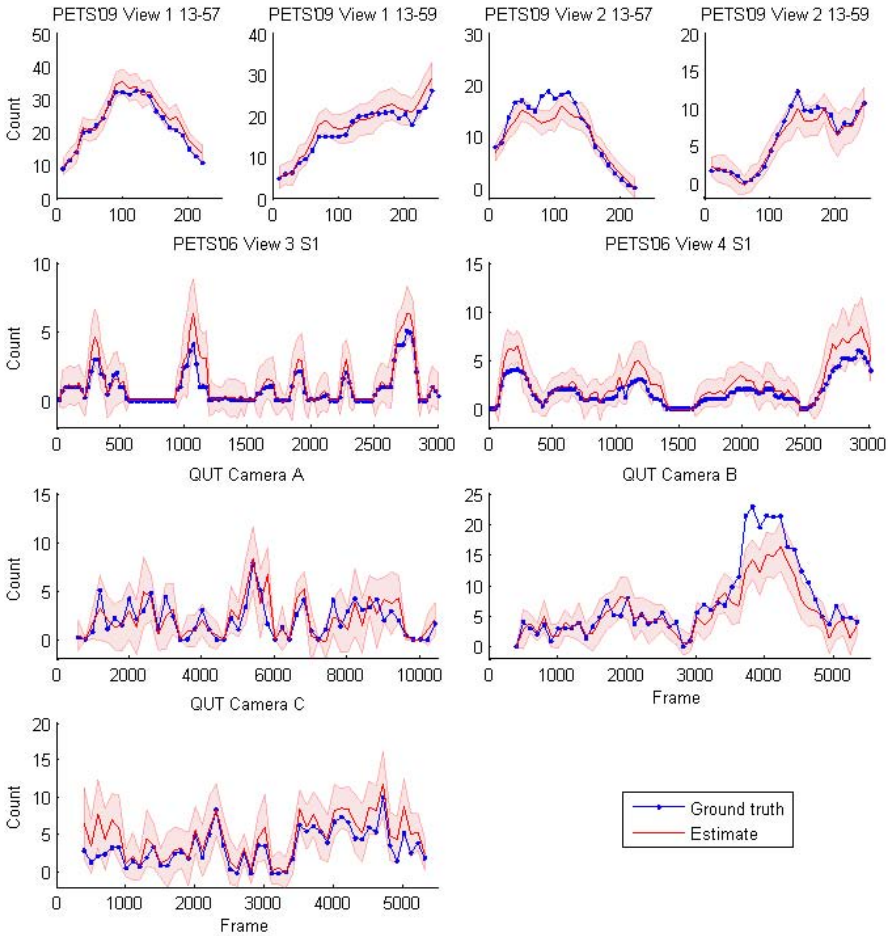 PETS'09 View 1 13-57
PETS'09 View 1 13-59
PETS'09 View 2 13-57
PETS'09 View 2 13-59
50
40
30
20
10
0
Count
0 100 200
40
30
20
10
0
0 100 200
30
20
10
0
0 100 200
20
15
10
5
0
0 100 200
PETS'06 View 3 S1
PETS'06 View 4 S1
10
5
0
Count
0 500 1000 1500 2000 2500 3000
15
10
5
0
0 500 1000 1500 2000 2500 3000
QUT Camera A
QUT Camera B
15
10
5
0
Count
0 2000 4000 6000 8000 10000
25
20
15
10
5
0
0 1000 2000 3000 4000 5000
Frame
QUT Camera C
20
15
10
5
0
Count
0 1000 2000 3000 4000 5000
Frame
Ground truth
Estimate